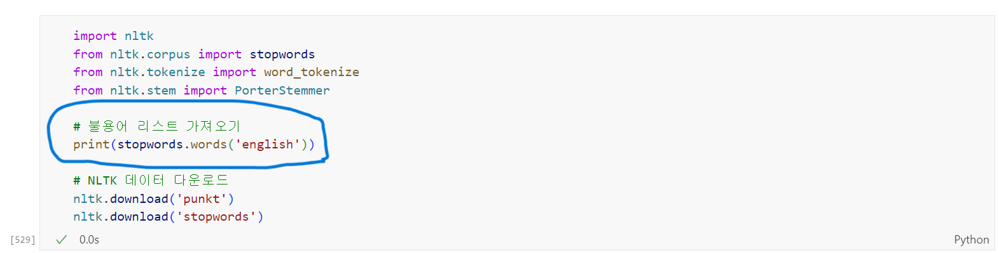 import nltk
from nltk.corpus import stopwords
from nltk.tokenize import word_tokenize
from nltk.stem import PorterStemmer
# 불용어 리스트 가져오기
print(stopwords.words('english'))
# NLTK 데이터 다운로드
nltk.download('punkt')
nltk.download('stopwords')
[529] ✓ 0.0s Python